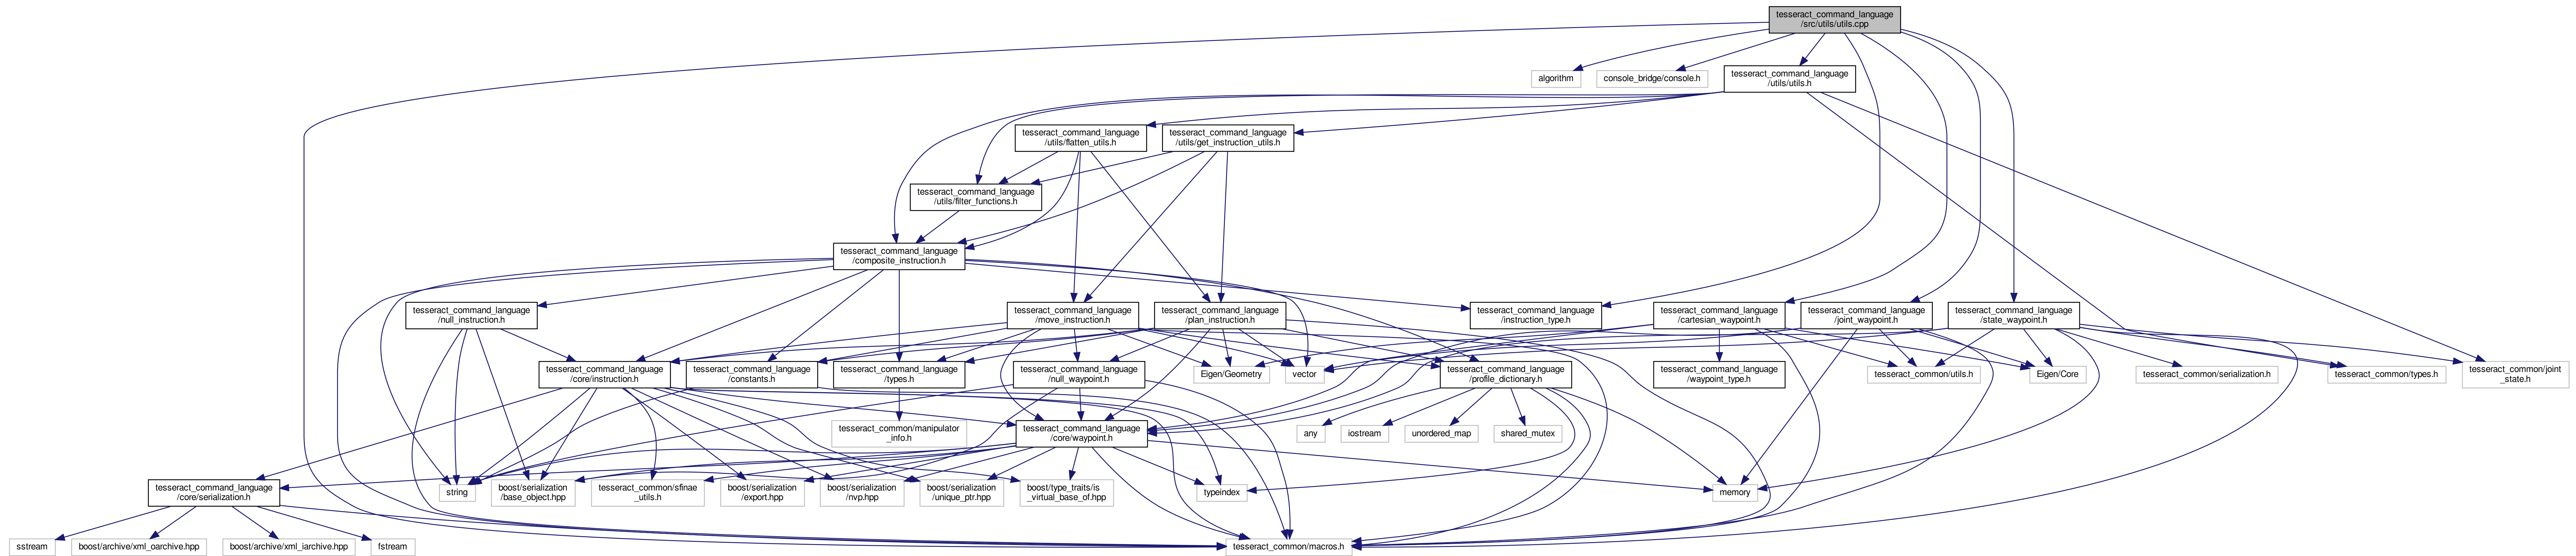 tesseract_command_language
/src/utils/utils.cpp
algorithm
console_bridge/console.h
tesseract_command_language
/utils/utils.h
tesseract_command_language
/utils/flatten_utils.h
tesseract_command_language
/utils/get_instruction_utils.h
tesseract_command_language
/utils/filter_functions.h
tesseract_command_language
/composite_instruction.h
tesseract_command_language
/null_instruction.h
tesseract_command_language
/move_instruction.h
tesseract_command_language
/plan_instruction.h
tesseract_command_language
/instruction_type.h
tesseract_command_language
/cartesian_waypoint.h
tesseract_command_language
/joint_waypoint.h
tesseract_command_language
/state_waypoint.h
tesseract_command_language
/core/instruction.h
tesseract_command_language
/constants.h
tesseract_command_language
/types.h
tesseract_command_language
/null_waypoint.h
Eigen/Geometry
vector
tesseract_command_language
/profile_dictionary.h
tesseract_command_language
/waypoint_type.h
tesseract_common/utils.h
Eigen/Core
tesseract_common/serialization.h
tesseract_common/types.h
tesseract_common/joint
_state.h
tesseract_common/manipulator
_info.h
tesseract_command_language
/core/waypoint.h
any
iostream
unordered_map
shared_mutex
tesseract_command_language
/core/serialization.h
string
boost/serialization
/base_object.hpp
tesseract_common/sfinae
_utils.h
boost/serialization
/export.hpp
boost/serialization
/nvp.hpp
boost/serialization
/unique_ptr.hpp
boost/type_traits/is
_virtual_base_of.hpp
typeindex
memory
sstream
boost/archive/xml_oarchive.hpp
boost/archive/xml_iarchive.hpp
fstream
tesseract_common/macros.h